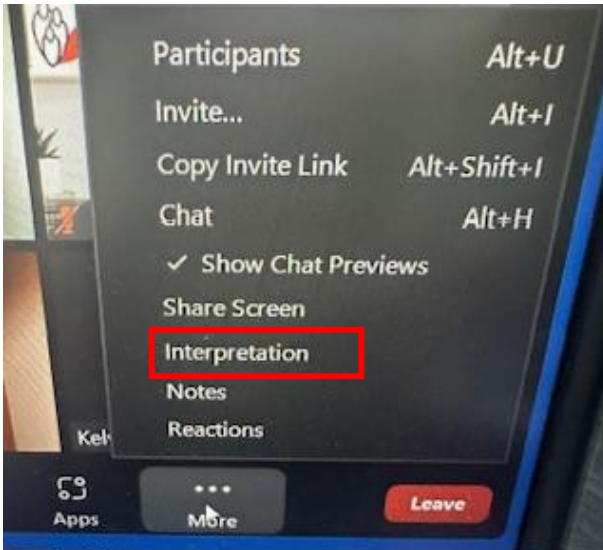 Participants Alt+U
Invite... Alt+I
Copy Invite Link Alt+Shift+I
Chat Alt+H
✓ Show Chat Previews
Share Screen
Interpretation
Notes
Reactions
Kel
Apps More Leave